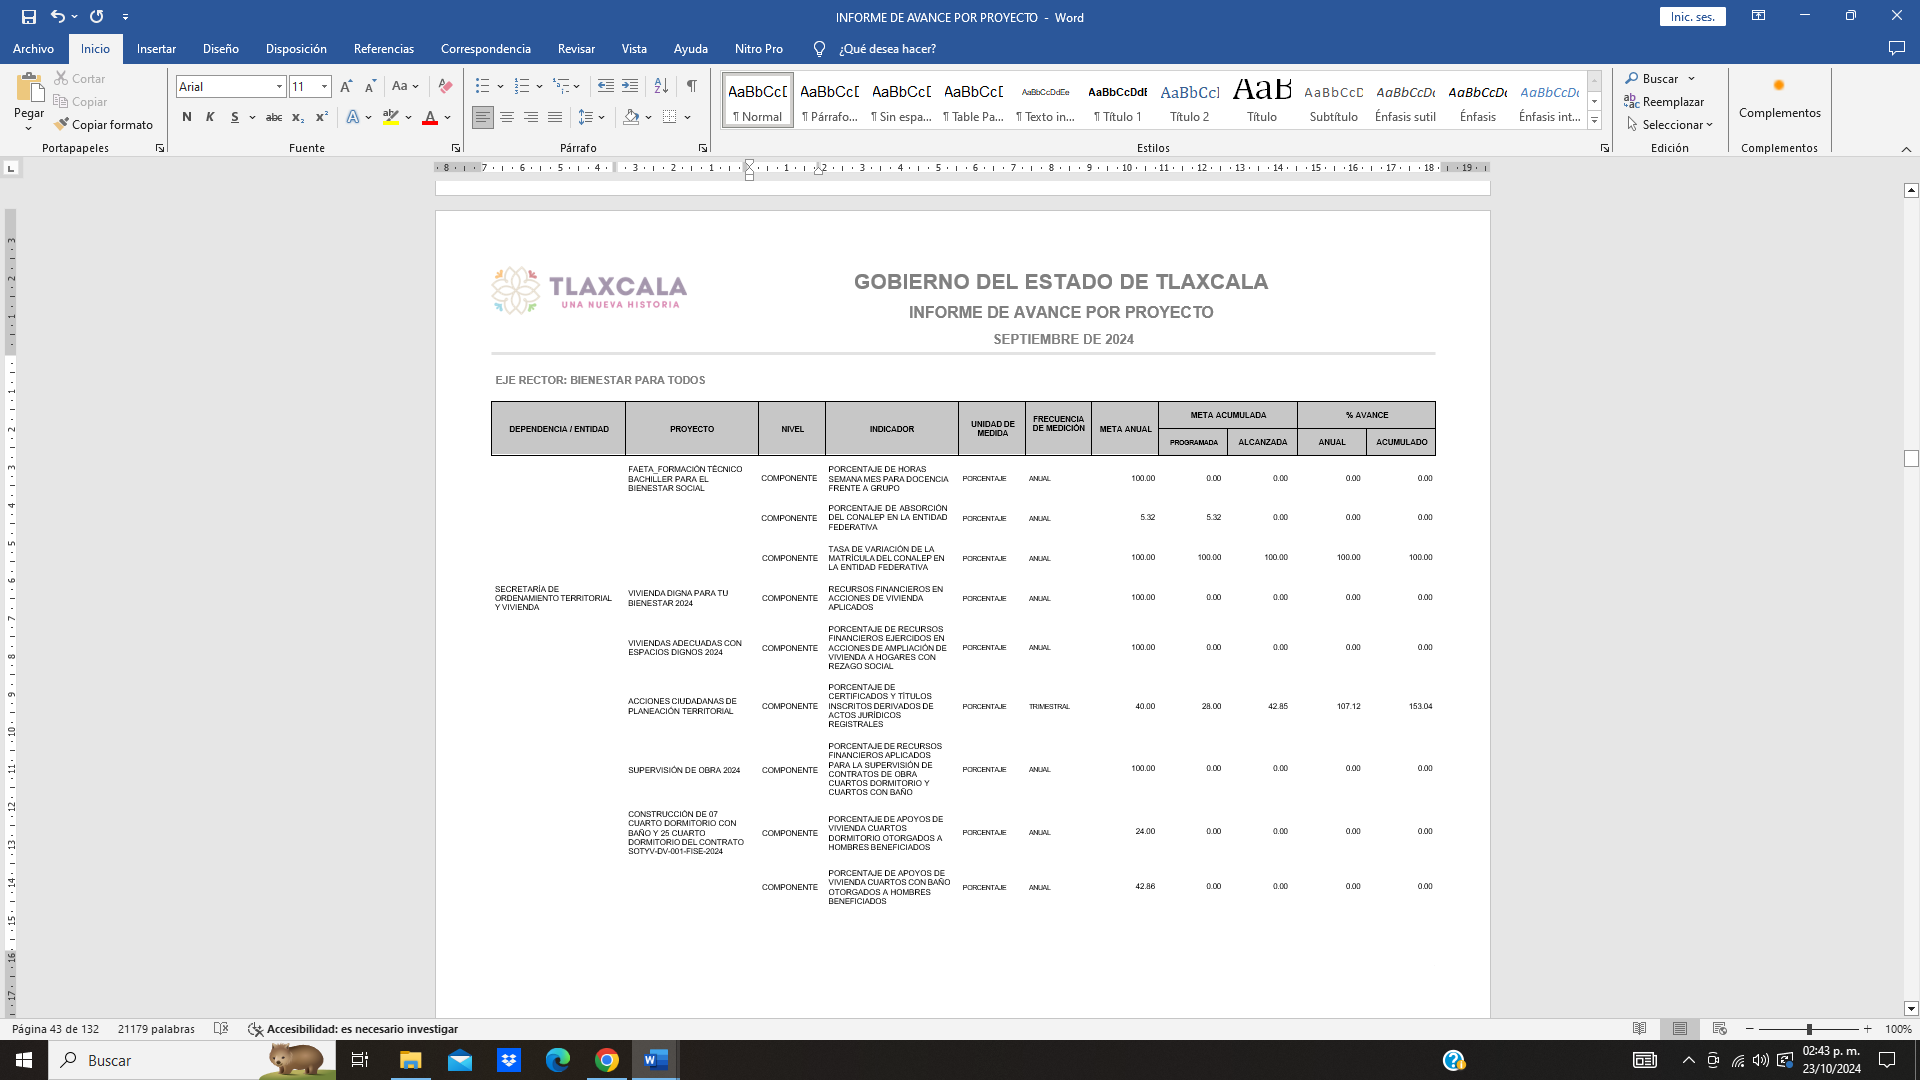 INFORME DE AVANCE POR PROYECTO - Word
Inic. ses.
Archivo Inicio Insertar Diseño Disposición Referencias Correspondencia Revisar Vista Ayuda Nitro Pro ¿Qué desea hacer?
Pegar
Cortar
Copiar
Copiar formato
Portapapeles
Arial 11
Fuente
Párrafo
AaBbCcD AaBbCcD AaBbCcD AaBbCcD AaBbCcDdEe AaBbCcDdE AaBbCcI AaB AaBbCcD AaBbCcDc AaBbCcDc AaBbCcDc
¶ Normal ¶ Párrafo... ¶ Sin espa... ¶ Table Pa... ¶ Texto in... ¶ Título 1 Título 2 Título Subtítulo Énfasis sutil Énfasis Énfasis int...
Estilos
Buscar
Reemplazar
Seleccionar
Edición
Complementos
Complementos
TLAXCALA
UNA NUEVA HISTORIA
GOBIERNO DEL ESTADO DE TLAXCALA
INFORME DE AVANCE POR PROYECTO
SEPTIEMBRE DE 2024
EJE RECTOR: BIENESTAR PARA TODOS
DEPENDENCIA / ENTIDAD PROYECTO NIVEL INDICADOR UNIDAD DE MEDIDA FRECUENCIA DE MEDICIÓN META ANUAL META ACUMULADA % AVANCE
PROGRAMADA ALCANZADA ANUAL ACUMULADO
FAETA_FORMACIÓN TÉCNICO BACHILLER PARA EL BIENESTAR SOCIAL COMPONENTE PORCENTAJE DE HORAS SEMANA MES PARA DOCENCIA FRENTE A GRUPO PORCENTAJE ANUAL 100.00 0.00 0.00 0.00 0.00
COMPONENTE PORCENTAJE DE ABSORCIÓN DEL CONALEP EN LA ENTIDAD FEDERATIVA PORCENTAJE ANUAL 5.32 5.32 0.00 0.00 0.00
COMPONENTE TASA DE VARIACIÓN DE LA MATRÍCULA DEL CONALEP EN LA ENTIDAD FEDERATIVA PORCENTAJE ANUAL 100.00 100.00 100.00 100.00 100.00
SECRETARÍA DE ORDENAMIENTO TERRITORIAL Y VIVIENDA VIVIENDA DIGNA PARA TU BIENESTAR 2024 COMPONENTE RECURSOS FINANCIEROS EN ACCIONES DE VIVIENDA APLICADOS PORCENTAJE ANUAL 100.00 0.00 0.00 0.00 0.00
VIVIENDAS ADECUADAS CON ESPACIOS DIGNOS 2024 COMPONENTE PORCENTAJE DE RECURSOS FINANCIEROS EJERCIDOS EN ACCIONES DE AMPLIACIÓN DE VIVIENDA A HOGARES CON REZAGO SOCIAL PORCENTAJE ANUAL 100.00 0.00 0.00 0.00 0.00
ACCIONES CIUDADANAS DE PLANEACIÓN TERRITORIAL COMPONENTE PORCENTAJE DE CERTIFICADOS Y TÍTULOS INSCRITOS DERIVADOS DE ACTOS JURÍDICOS REGISTRALES PORCENTAJE TRIMESTRAL 40.00 28.00 42.85 107.12 153.04
SUPERVISIÓN DE OBRA 2024 COMPONENTE PORCENTAJE DE RECURSOS FINANCIEROS APLICADOS PARA LA SUPERVISIÓN DE CONTRATOS DE OBRA CUARTOS DORMITORIO Y CUARTOS CON BAÑO PORCENTAJE ANUAL 100.00 0.00 0.00 0.00 0.00
CONSTRUCCIÓN DE 07 CUARTO DORMITORIO CON BAÑO Y 25 CUARTO DORMITORIO DEL CONTRATO SOTYV-DV-001-FISE-2024 COMPONENTE PORCENTAJE DE APOYOS DE VIVIENDA CUARTOS DORMITORIO OTORGADOS A HOMBRES BENEFICIADOS PORCENTAJE ANUAL 24.00 0.00 0.00 0.00 0.00
COMPONENTE PORCENTAJE DE APOYOS DE VIVIENDA CUARTOS CON BAÑO OTORGADOS A HOMBRES BENEFICIADOS PORCENTAJE ANUAL 42.86 0.00 0.00 0.00 0.00
Página 43 de 132 21179 palabras Accesibilidad: es necesario investigar 100%
Buscar
02:43 p. m.
23/10/2024